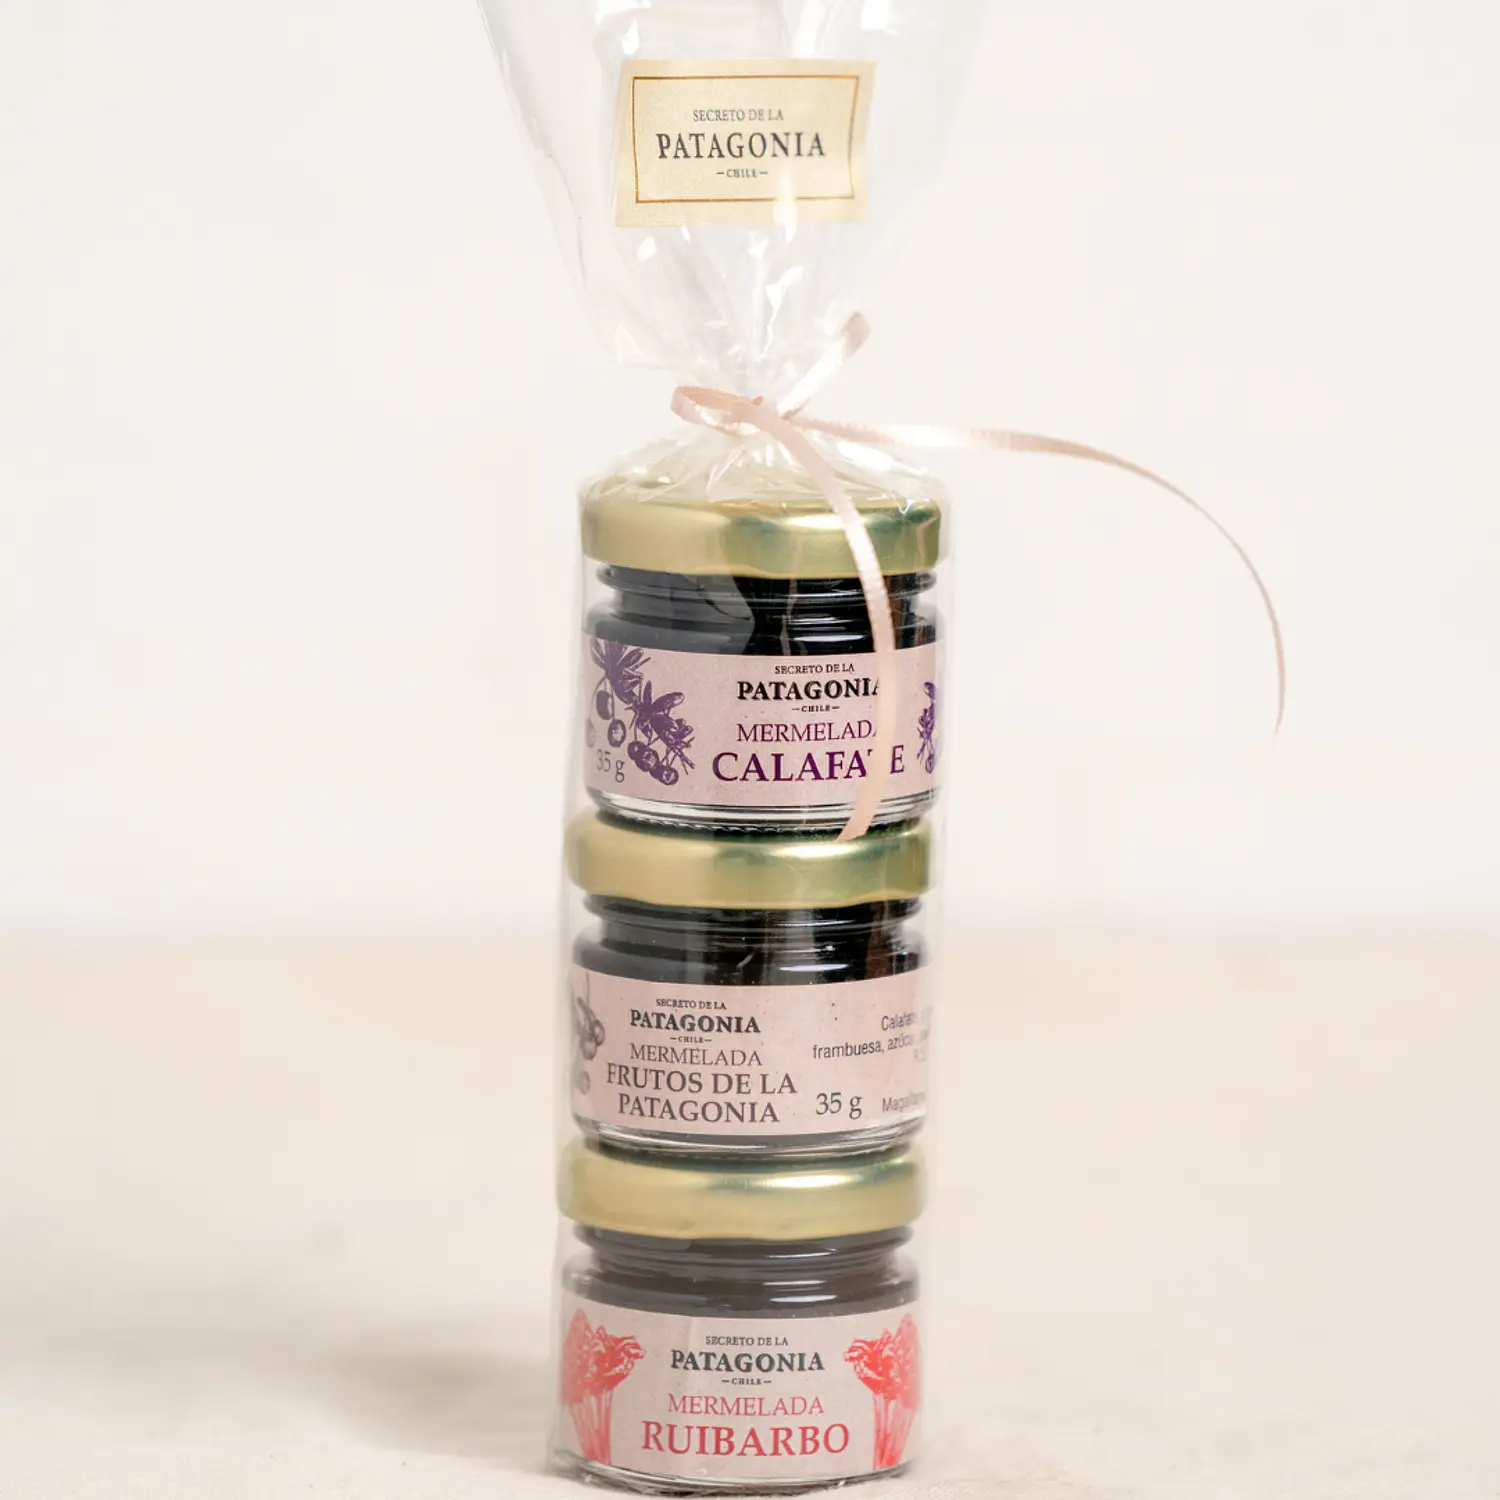 SECRETO DE LA
PATAGONIA
-CHILE-
SECRETO DE LA
PATAGONIA
-CHILE-
MERMELADA
CALAFATE
35 g
SECRETO DE LA
PATAGONIA
-CHILE-
MERMELADA
FRUTOS DE LA
PATAGONIA
35 g
frambuesa,
SECRETO DE LA
PATAGONIA
-CHILE-
MERMELADA
RUIBARBO